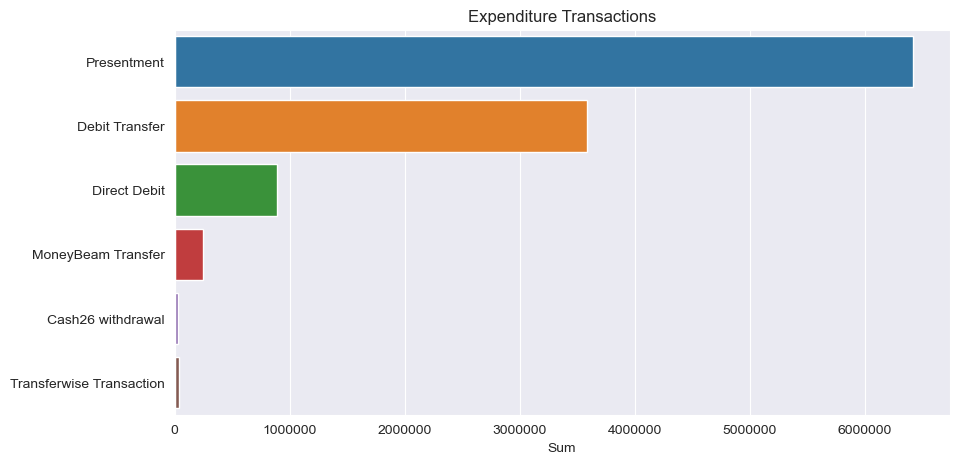 Expenditure Transactions
Presentment
Debit Transfer
Direct Debit
MoneyBeam Transfer
Cash26 withdrawal
Transferwise Transaction
0 1000000 2000000 3000000 4000000 5000000 6000000
Sum